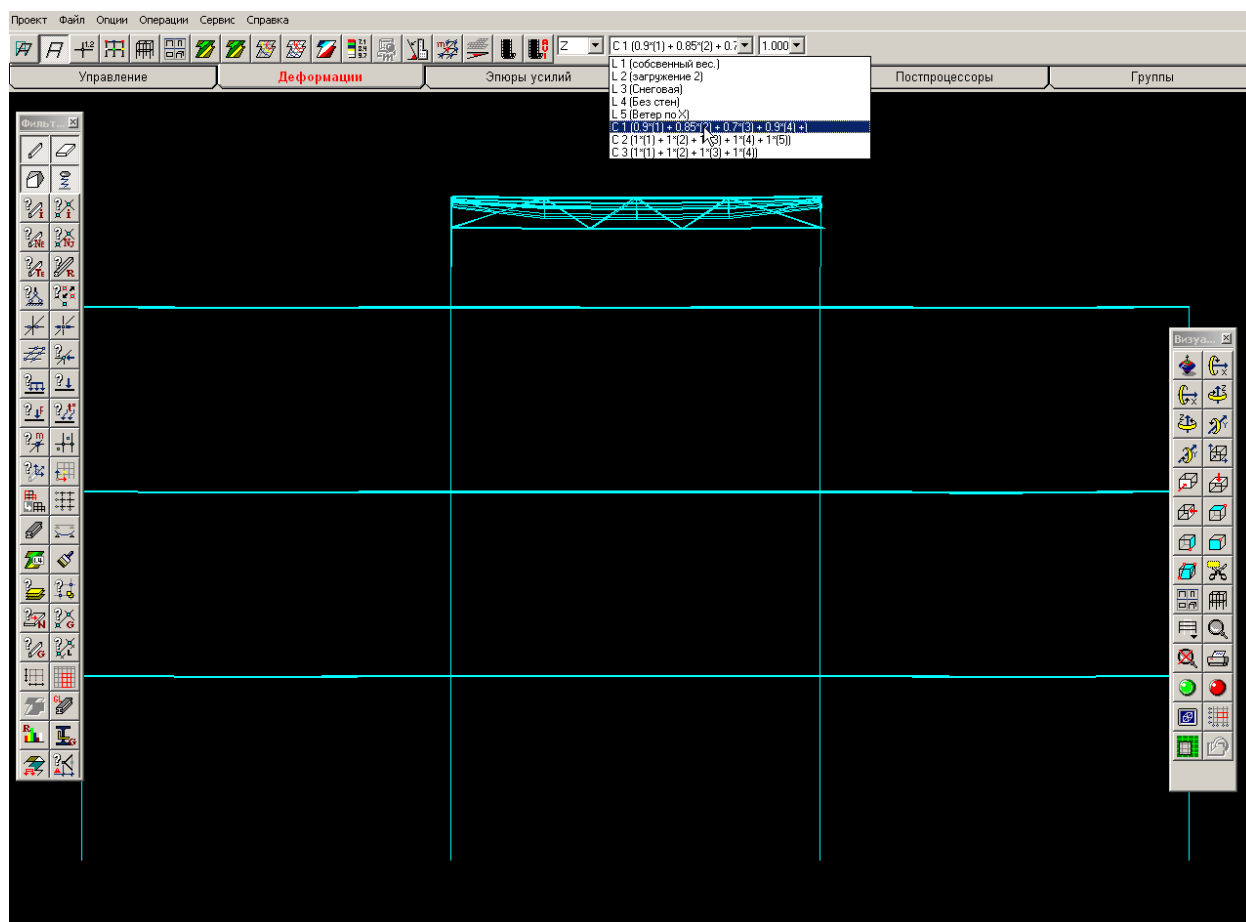 Проект Файл Опции Операции Сервис Справка
Z C 1 (0.9*(1) + 0.85*(2) + 0.7 1.000
L 1 (собсвенный вес.)
L 2 (загружение 2)
L 3 (Снеговая)
L 4 (Без стен)
L 5 (Ветер по X)
C 1 (0.9*(1) + 0.85*(2) + 0.7*(3) + 0.9*(4) +)
C 2 (1*(1) + 1*(2) + 1*(3) + 1*(4) + 1*(5))
C 3 (1*(1) + 1*(2) + 1*(3) + 1*(4))
Управление Деформации Эпюры усилий Постпроцессоры Группы
Фильт...
Визуа...